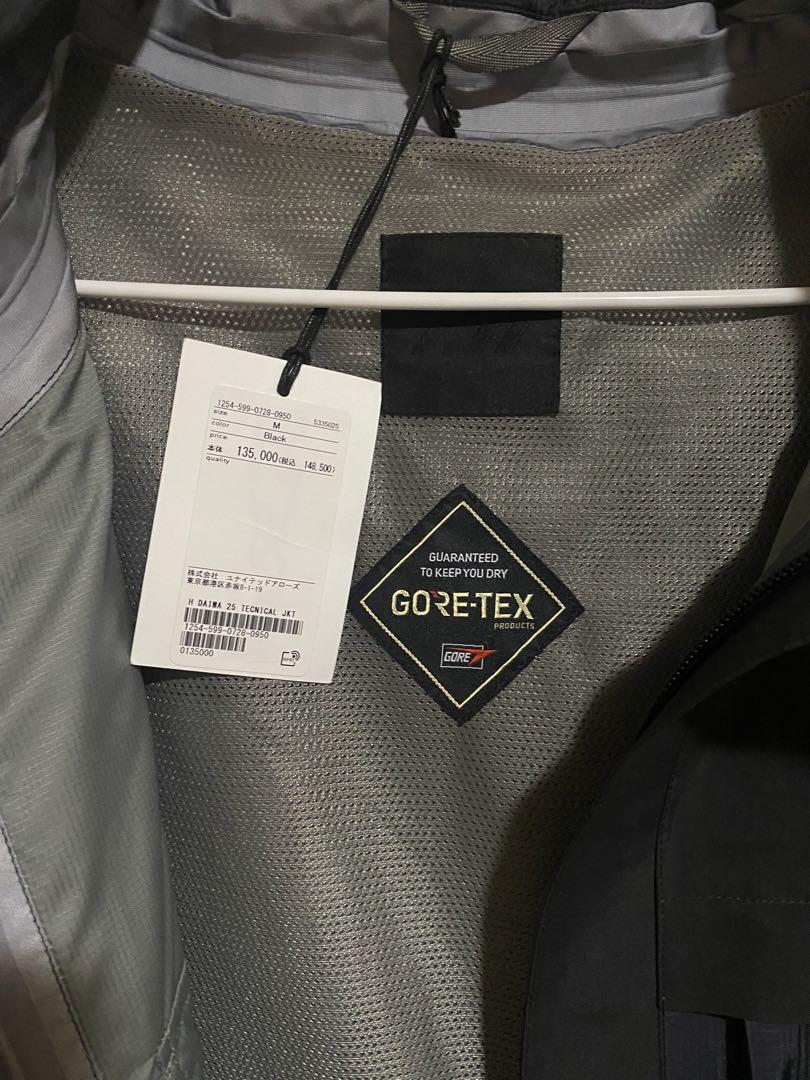 1254-599-0728-0950
size M 5335025
color Black
price
本体 135,000(税込 148,500)
quality
株式会社 ユナイテッドアローズ
東京都港区赤坂8-1-19
H DAIWA 25 TECNICAL JKT
1254-599-0728-0950
0135000
GUARANTEED
TO KEEP YOU DRY
GORE-TEX
PRODUCTS
GORE